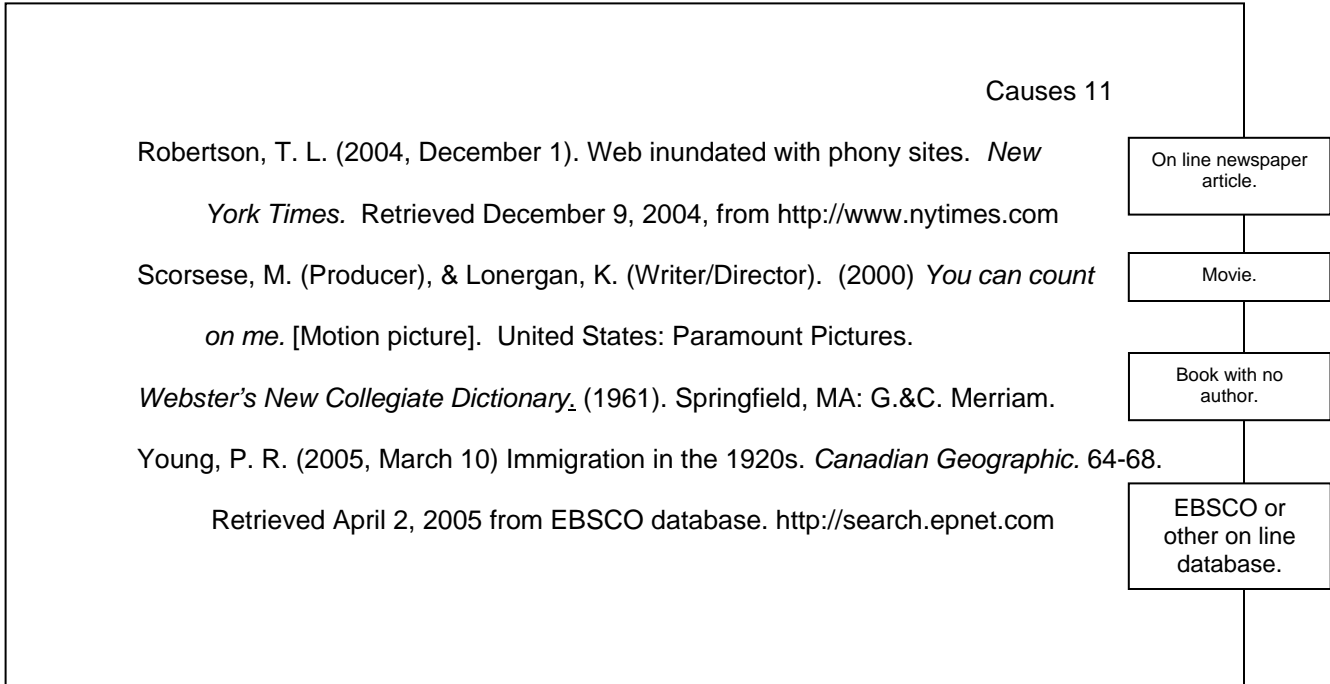 Causes 11
Robertson, T. L. (2004, December 1). Web inundated with phony sites. New
York Times. Retrieved December 9, 2004, from http://www.nytimes.com
On line newspaper
article.
Scorsese, M. (Producer), & Lonergan, K. (Writer/Director). (2000) You can count
on me. [Motion picture]. United States: Paramount Pictures.
Movie.
Webster's New Collegiate Dictionary. (1961). Springfield, MA: G.&C. Merriam.
Book with no
author.
Young, P. R. (2005, March 10) Immigration in the 1920s. Canadian Geographic. 64-68.
Retrieved April 2, 2005 from EBSCO database. http://search.epnet.com
EBSCO or
other on line
database.